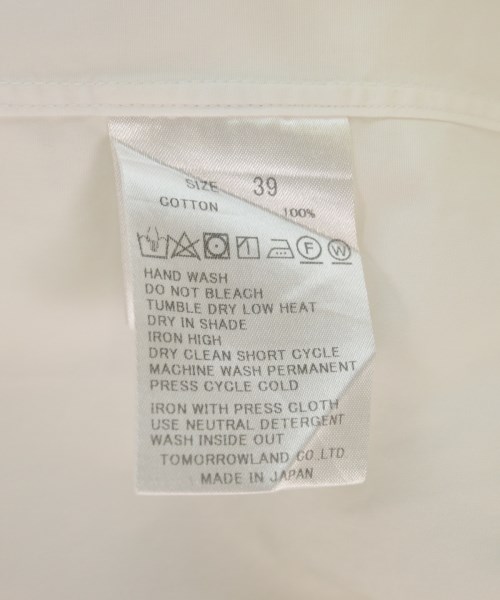 SIZE 39
COTTON 100%
F W
HAND WASH
DO NOT BLEACH
TUMBLE DRY LOW HEAT
DRY IN SHADE
IRON HIGH
DRY CLEAN SHORT CYCLE
MACHINE WASH PERMANENT
PRESS CYCLE COLD
IRON WITH PRESS CLOTH
USE NEUTRAL DETERGENT
WASH INSIDE OUT
TOMORROWLAND CO.,LTD.
MADE IN JAPAN